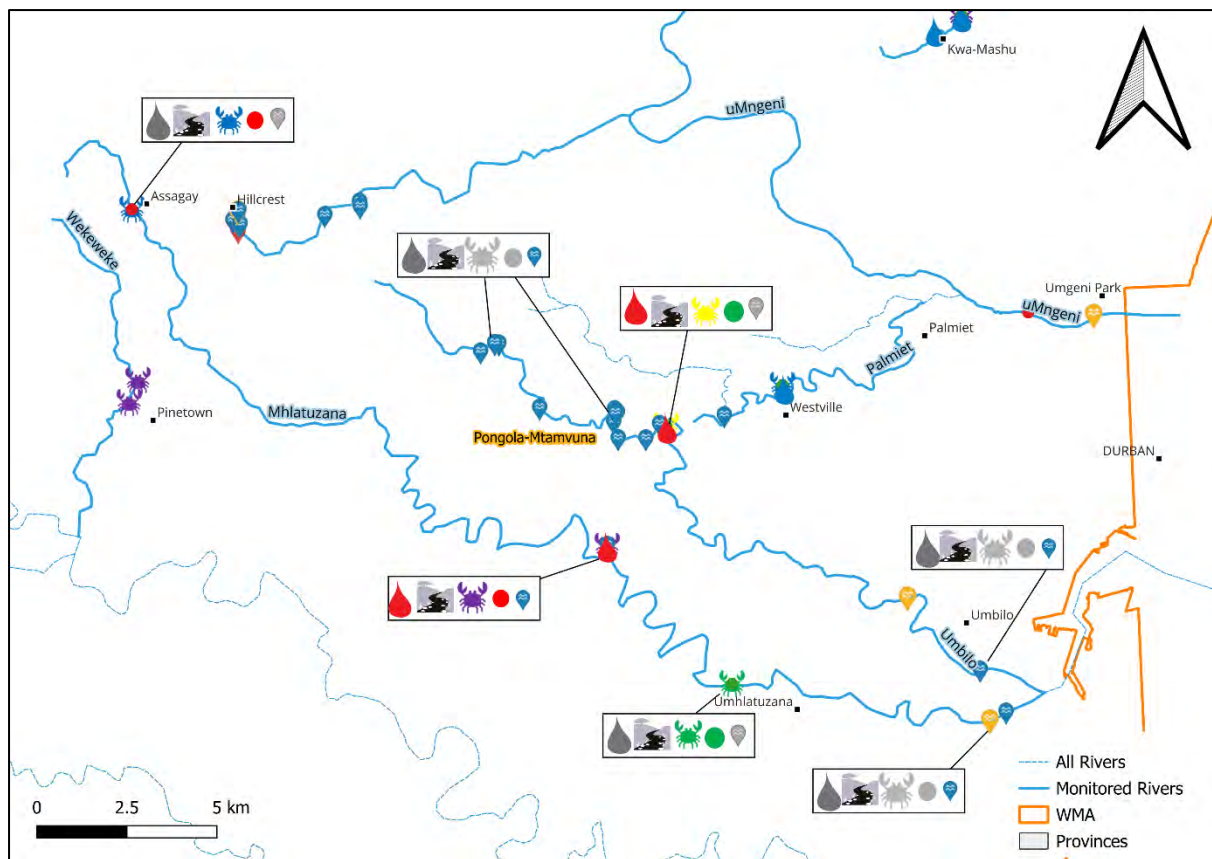 Kwa-Mashu
uMngeni
Assagay
Hillcrest
Wekeweke
Umgeni Park
uMngeni
Palmiet
Palmiet
Westville
Pinetown
Mhlatuzana
Pongola-Mtamvuna
DURBAN
Umbilo
Umbilo
Umhlatuzana
All Rivers
Monitored Rivers
WMA
Provinces
0 2.5 5 km